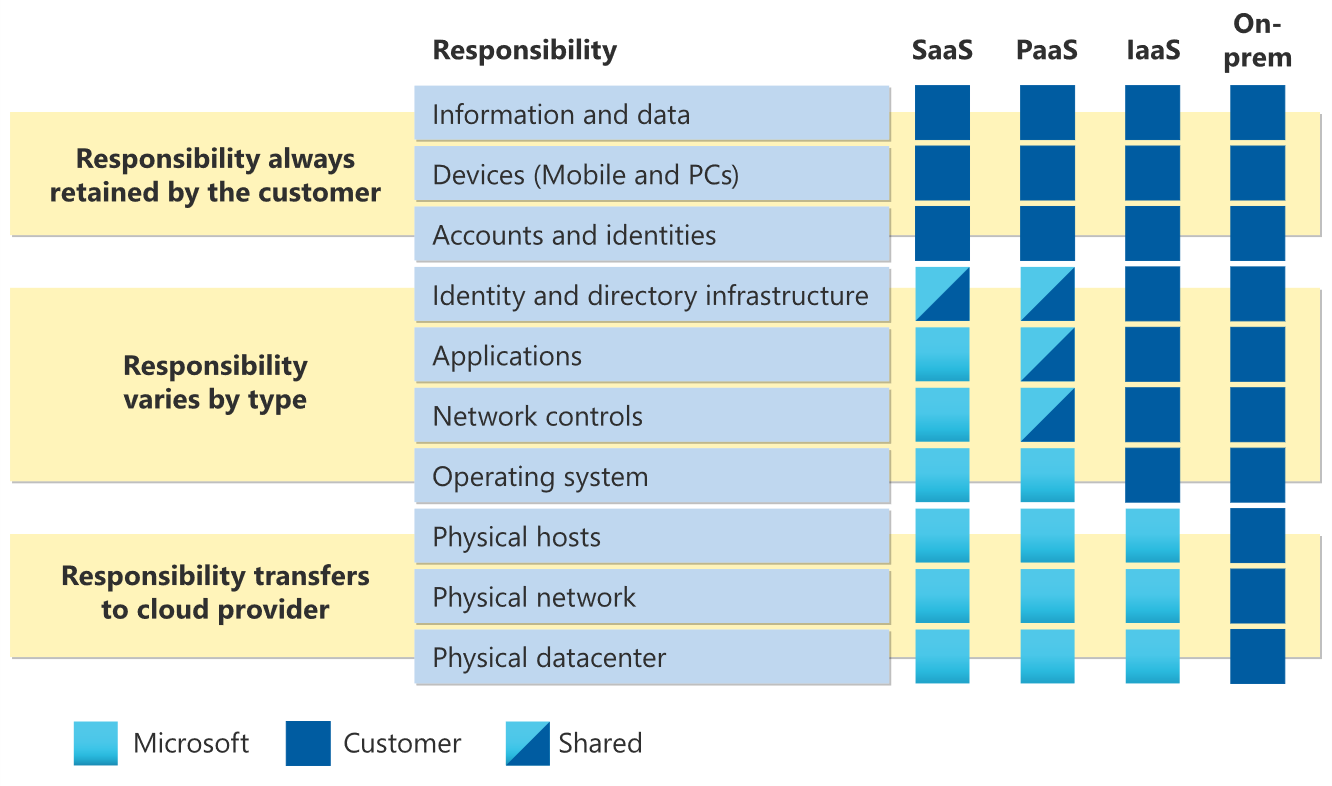 Responsibility
SaaS
PaaS
IaaS
On-
prem
Responsibility always
retained by the customer
Information and data
Devices (Mobile and PCs)
Accounts and identities
Responsibility
varies by type
Identity and directory infrastructure
Applications
Network controls
Operating system
Responsibility transfers
to cloud provider
Physical hosts
Physical network
Physical datacenter
Microsoft
Customer
Shared